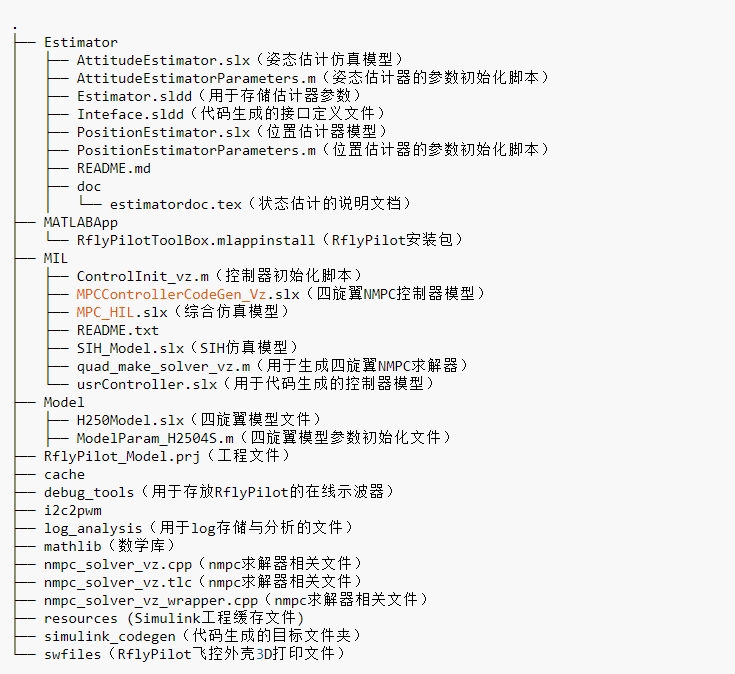 .
├── Estimator
│   ├── AttitudeEstimator.slx（姿态估计仿真模型）
│   ├── AttitudeEstimatorParameters.m（姿态估计器的参数初始化脚本）
│   ├── Estimator.sldd（用于存储估计器参数）
│   ├── Inteface.sldd（代码生成的接口定义文件）
│   ├── PositionEstimator.slx（位置估计器模型）
│   ├── PositionEstimatorParameters.m（位置估计器的参数初始化脚本）
│   ├── README.md
│   ├── doc
│   │   └── estimatordoc.tex（状态估计的说明文档）
├── MATLABApp
│   └── RflyPilotToolBox.mlappinstall（RflyPilot安装包）
├── MIL
│   ├── ControlInit_vz.m（控制器初始化脚本）
│   ├── MPCControllerCodeGen_Vz.slx（四旋翼NMPC控制器模型）
│   ├── MPC_HIL.slx（综合仿真模型）
│   ├── README.txt
│   ├── SIH_Model.slx（SIH仿真模型）
│   ├── quad_make_solver_vz.m（用于生成四旋翼NMPC求解器）
│   └── usrController.slx（用于代码生成的控制器模型）
├── Model
│   ├── H250Model.slx（四旋翼模型文件）
│   ├── ModelParam_H2504S.m（四旋翼模型参数初始化文件）
├── RflyPilot_Model.prj（工程文件）
├── cache
├── debug_tools（用于存放RflyPilot的在线示波器）
├── i2c2pwm
├── log_analysis（用于log存储与分析的文件）
├── mathlib（数学库）
├── nmpc_solver_vz.cpp（nmpc求解器相关文件）
├── nmpc_solver_vz.tlc（nmpc求解器相关文件）
├── nmpc_solver_vz_wrapper.cpp（nmpc求解器相关文件）
├── resources (Simulink工程缓存文件)
├── simulink_codegen（代码生成的目标文件夹）
└── swfiles（RflyPilot飞控外壳3D打印文件）